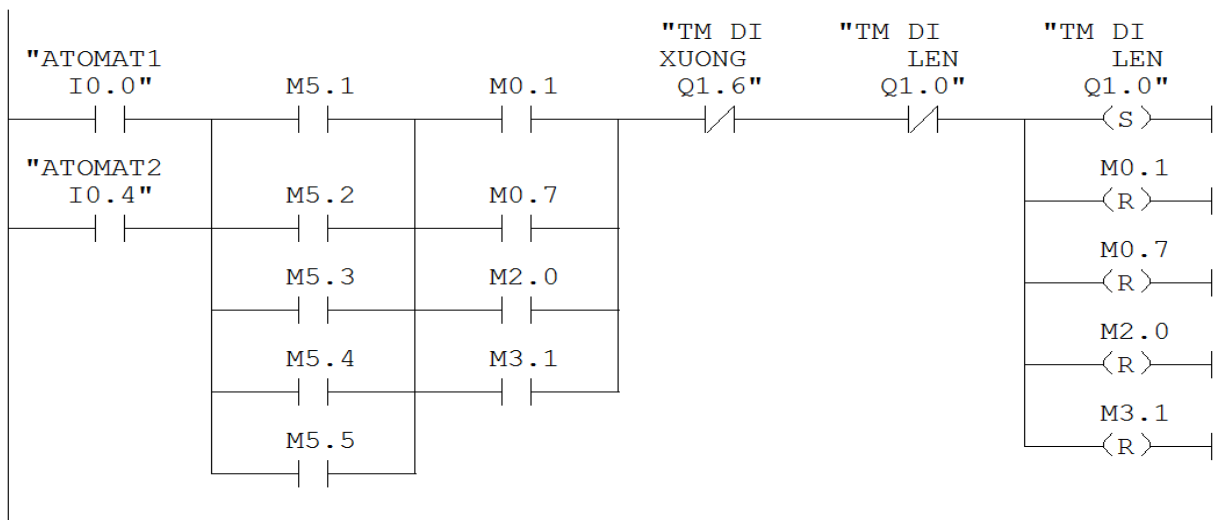 "TM DI "TM DI "TM DI
"ATOMAT1 XUONG LEN LEN
I0.0" M5.1 M0.1 Q1.6" Q1.0" Q1.0"
S
"ATOMAT2 M0.1
I0.4" M5.2 M0.7 R
M0.7
M5.3 M2.0 R
M2.0
M5.4 M3.1 R
M3.1
M5.5 R